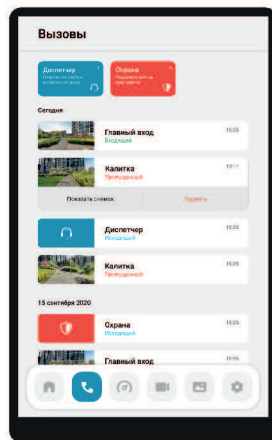 Вызовы
Диспетчер
Охрана
Сегодня
Главный вход
Входящий
Калитка
Пропущенный
Показать снимок
Удалить
Диспетчер
Исходящий
Калитка
Пропущенный
15 сентября 2020
Охрана
Исходящий
Главный вход